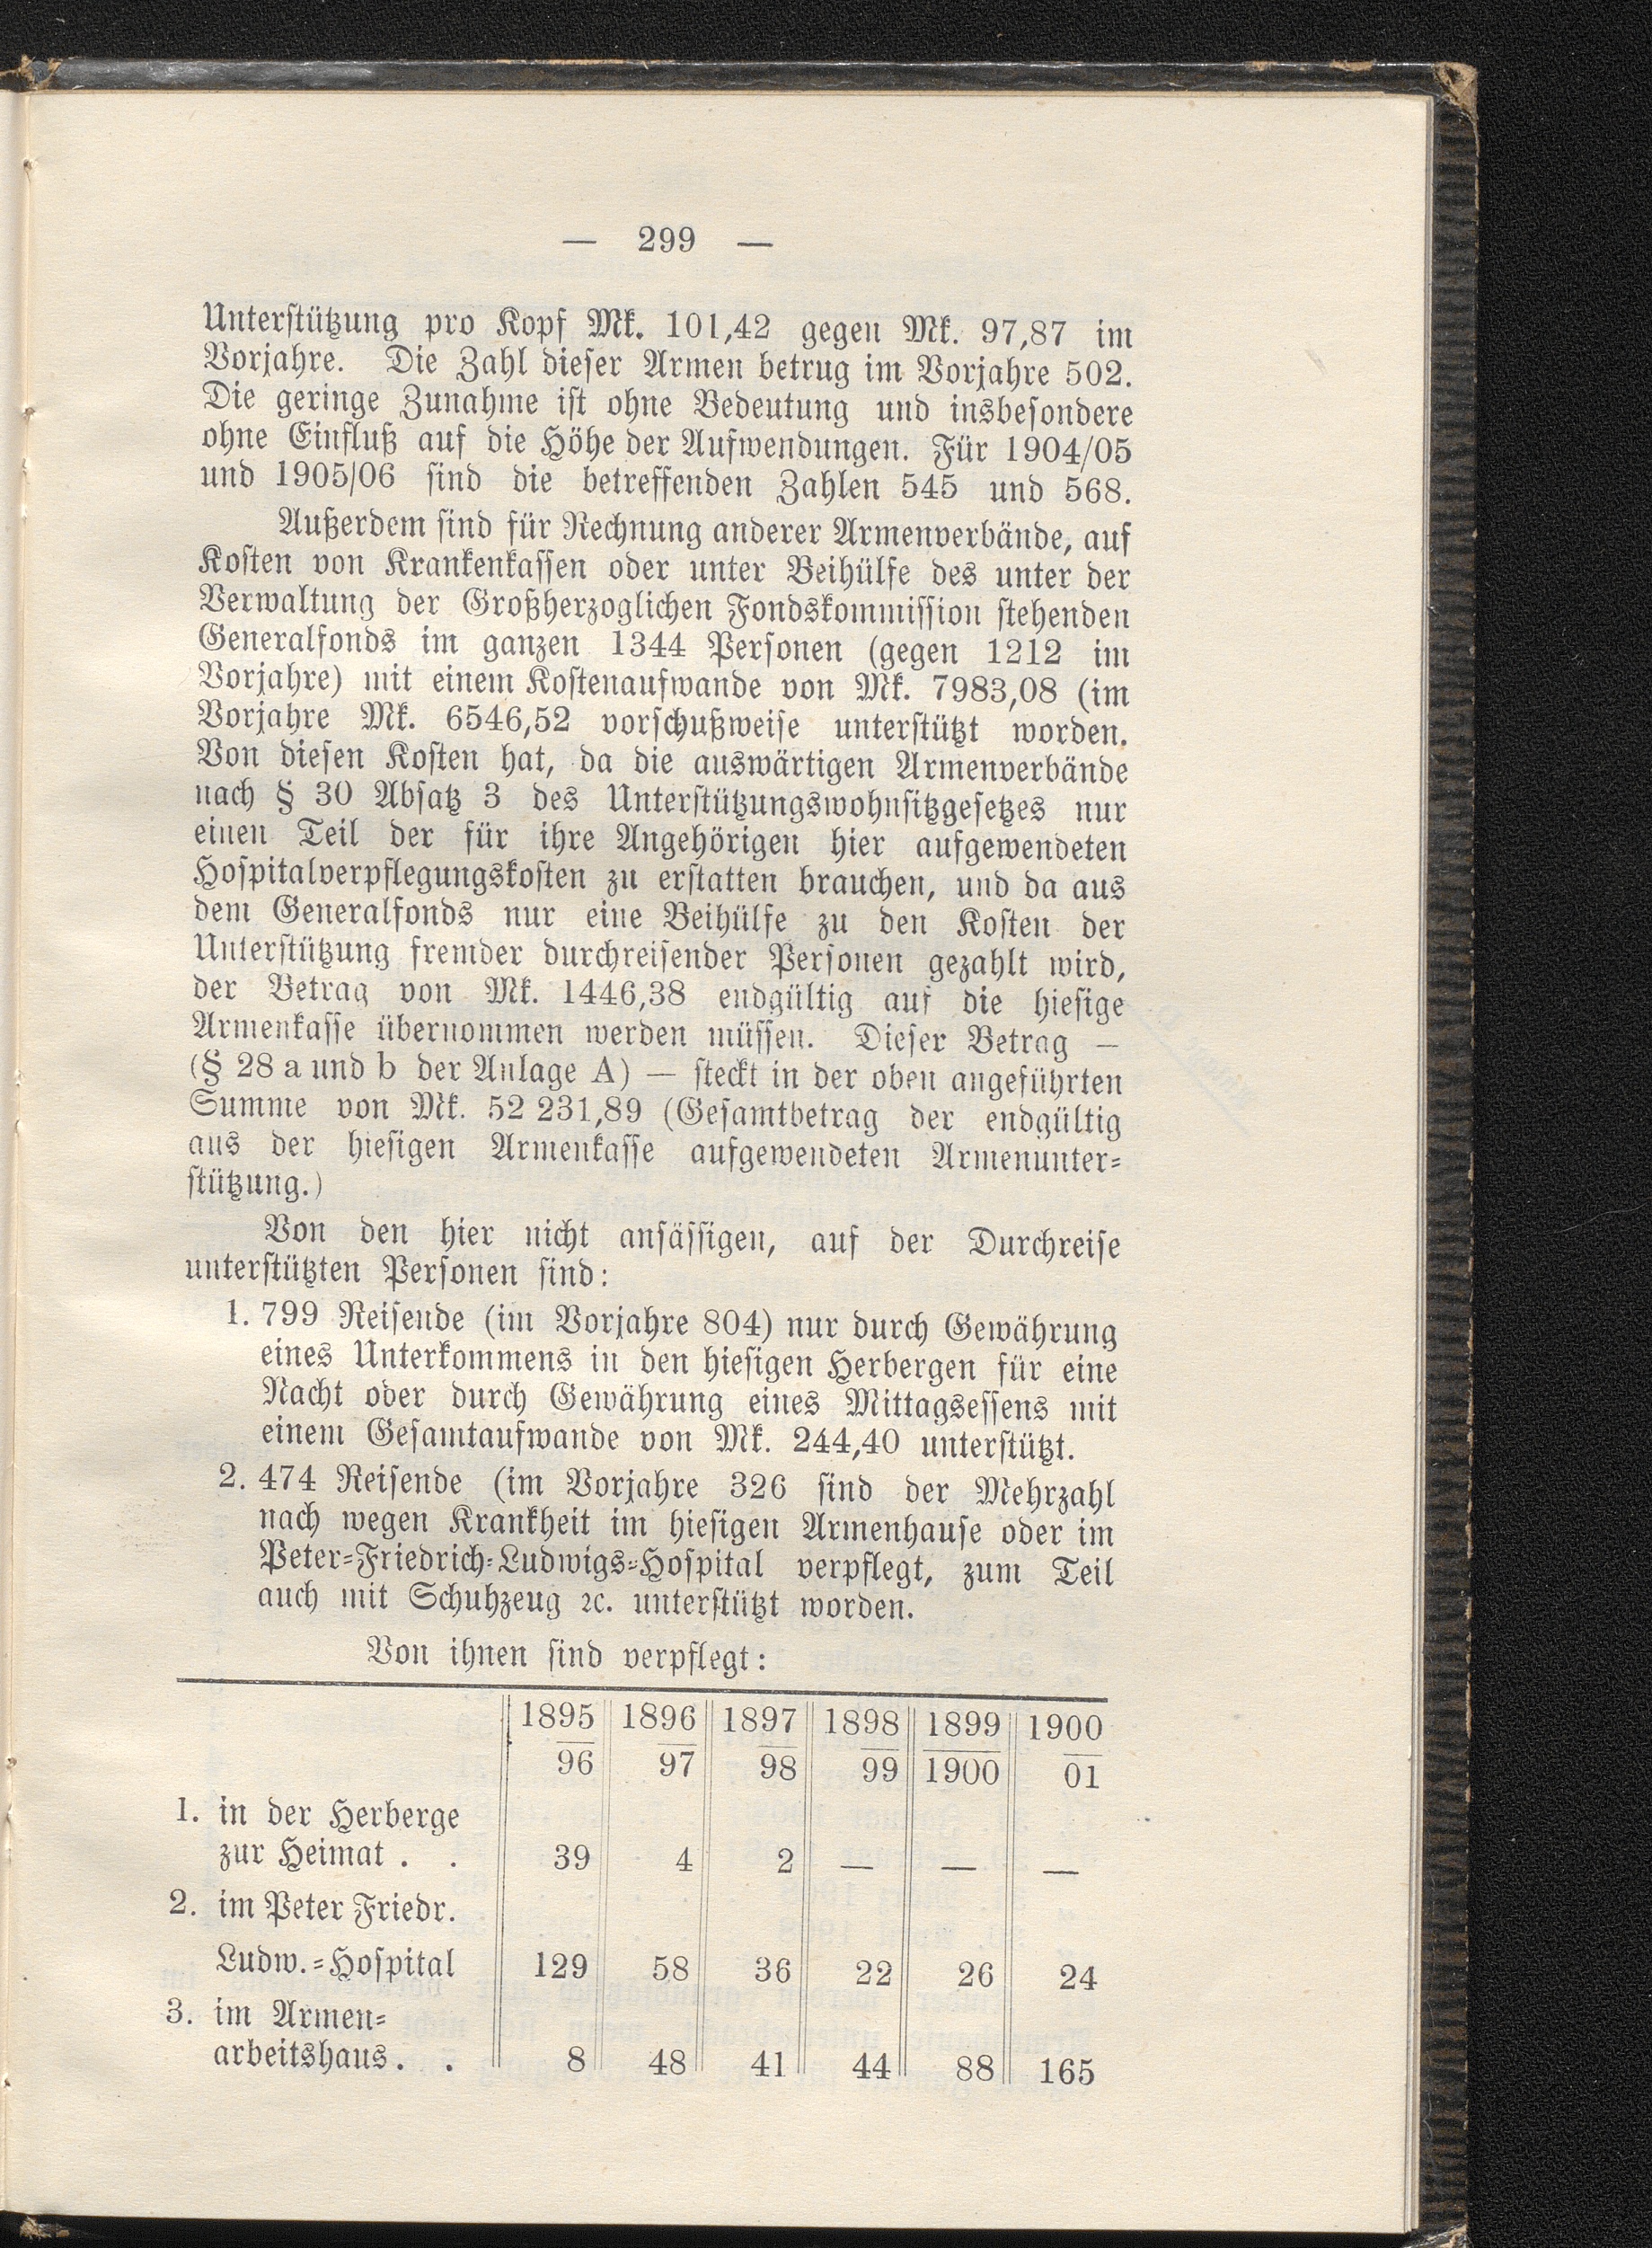 — 299 —
Unterstützung pro Kopf Mk. 101,42 gegen Mk. 97,87 im
Vorjahre. Die Zahl dieser Armen betrug im Vorjahre 502.
Die geringe Zunahme ist ohne Bedeutung und insbesondere
ohne Einfluß auf die Höhe der Aufwendungen. Für 1904/05
und 1905/06 sind die betreffenden Zahlen 545 und 568.
Außerdem sind für Rechnung anderer Armenverbände, auf
Kosten von Krankenkassen oder unter Beihülfe des unter der
Verwaltung der Großherzoglichen Fondskommission stehenden
Generalfonds im ganzen 1344 Personen (gegen 1212 im
Vorjahre) mit einem Kostenaufwande von Mk. 7983,08 (im
Vorjahre Mk. 6546,52 vorschußweise unterstützt worden.
Von diesen Kosten hat, da die auswärtigen Armenverbände
nach § 30 Absatz 3 des Unterstützungswohnsitzgesetzes nur
einen Teil der für ihre Angehörigen hier aufgewendeten
Hospitalverpflegungskosten zu erstatten brauchen, und da aus
dem Generalfonds nur eine Beihülfe zu den Kosten der
Unterstützung fremder durchreisender Personen gezahlt wird,
der Betrag von Mk. 1446,38 endgültig auf die hiesige
Armenkasse übernommen werden müssen. Dieser Betrag —
(§ 28 a und b der Anlage A) — steckt in der oben angeführten
Summe von Mk. 52 231,89 (Gesamtbetrag der endgültig
aus der hiesigen Armenkasse aufgewendeten Armenunter-
stützung.)
Von den hier nicht ansässigen, auf der Durchreise
unterstützten Personen sind:
1. 799 Reisende (im Vorjahre 804) nur durch Gewährung
eines Unterkommens in den hiesigen Herbergen für eine
Nacht oder durch Gewährung eines Mittagsessens mit
einem Gesamtaufwande von Mk. 244,40 unterstützt.
2. 474 Reisende (im Vorjahre 326 sind der Mehrzahl
nach wegen Krankheit im hiesigen Armenhause oder im
Peter-Friedrich-Ludwigs-Hospital verpflegt, zum Teil
auch mit Schuhzeug ꝛc. unterstützt worden.
Von ihnen sind verpflegt:
1895 1896 1897 1898 1899 1900
96 97 98 99 1900 01
1. in der Herberge
zur Heimat . . 39 4 2 — — —
2. im Peter Friedr.
Ludw.-Hospital 129 58 36 22 26 24
3. im Armen-
arbeitshaus . . 8 48 41 44 88 165